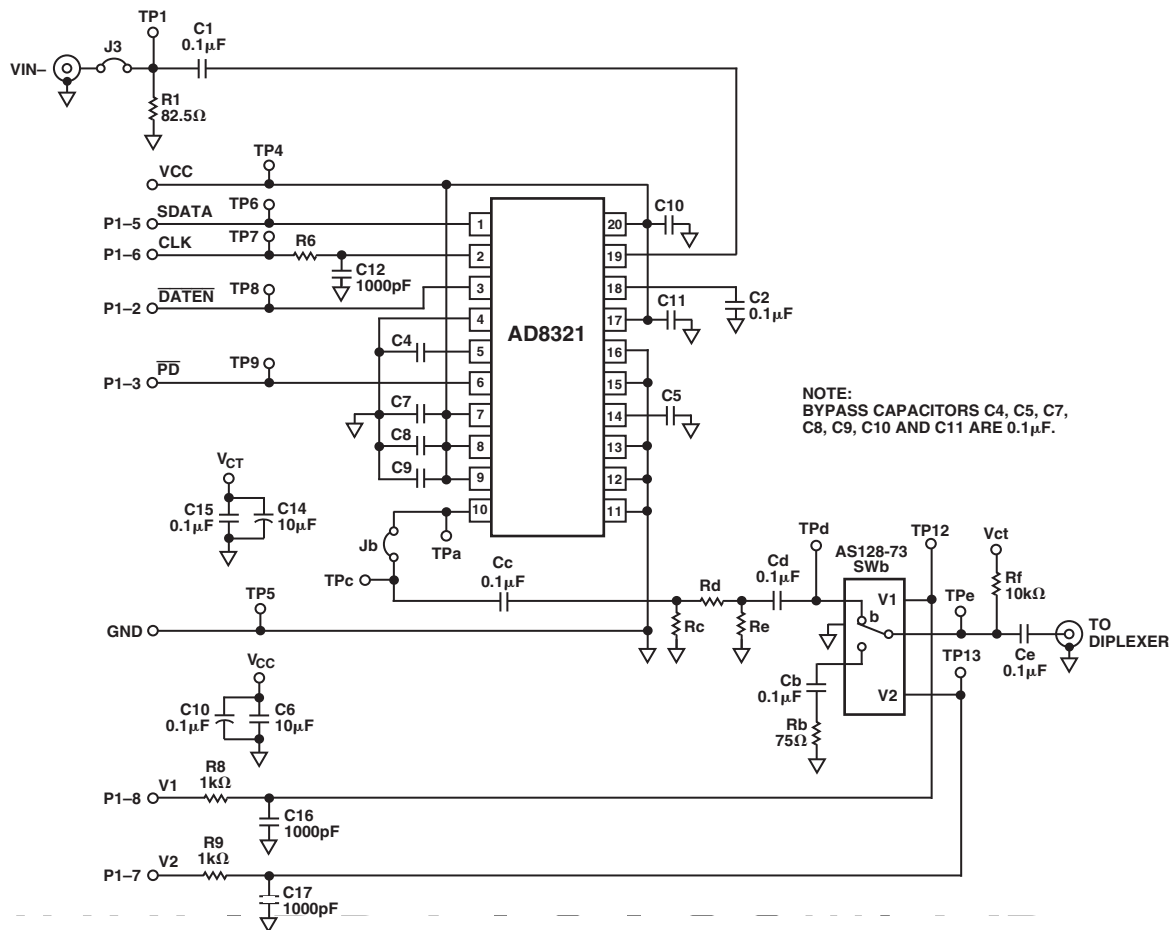 TP1
C1
0.1μF
J3
VIN–
R1
82.5Ω
VCC
TP4
P1–5
SDATA
TP6
P1–6
CLK
TP7
R6
C12
1000pF
P1–2
DATEN
TP8
P1–3
PD
TP9
C4
C7
C8
C9
1
2
3
4
5
6
7
8
9
10
AD8321
20
19
18
17
16
15
14
13
12
11
C10
C11
C2
0.1μF
C5
NOTE:
BYPASS CAPACITORS C4, C5, C7,
C8, C9, C10 AND C11 ARE 0.1μF.
VCT
C15
0.1μF
C14
10μF
Jb
TPa
TPc
Cc
0.1μF
Rd
Rc
Re
Cd
0.1μF
TPd
AS128-73
SWb
V1
b
V2
TP12
Vct
Rf
10kΩ
TPe
TP13
Ce
0.1μF
TO
DIPLEXER
Cb
0.1μF
Rb
75Ω
TP5
GND
VCC
C10
0.1μF
C6
10μF
P1–8
V1
R8
1kΩ
C16
1000pF
P1–7
V2
R9
1kΩ
C17
1000pF